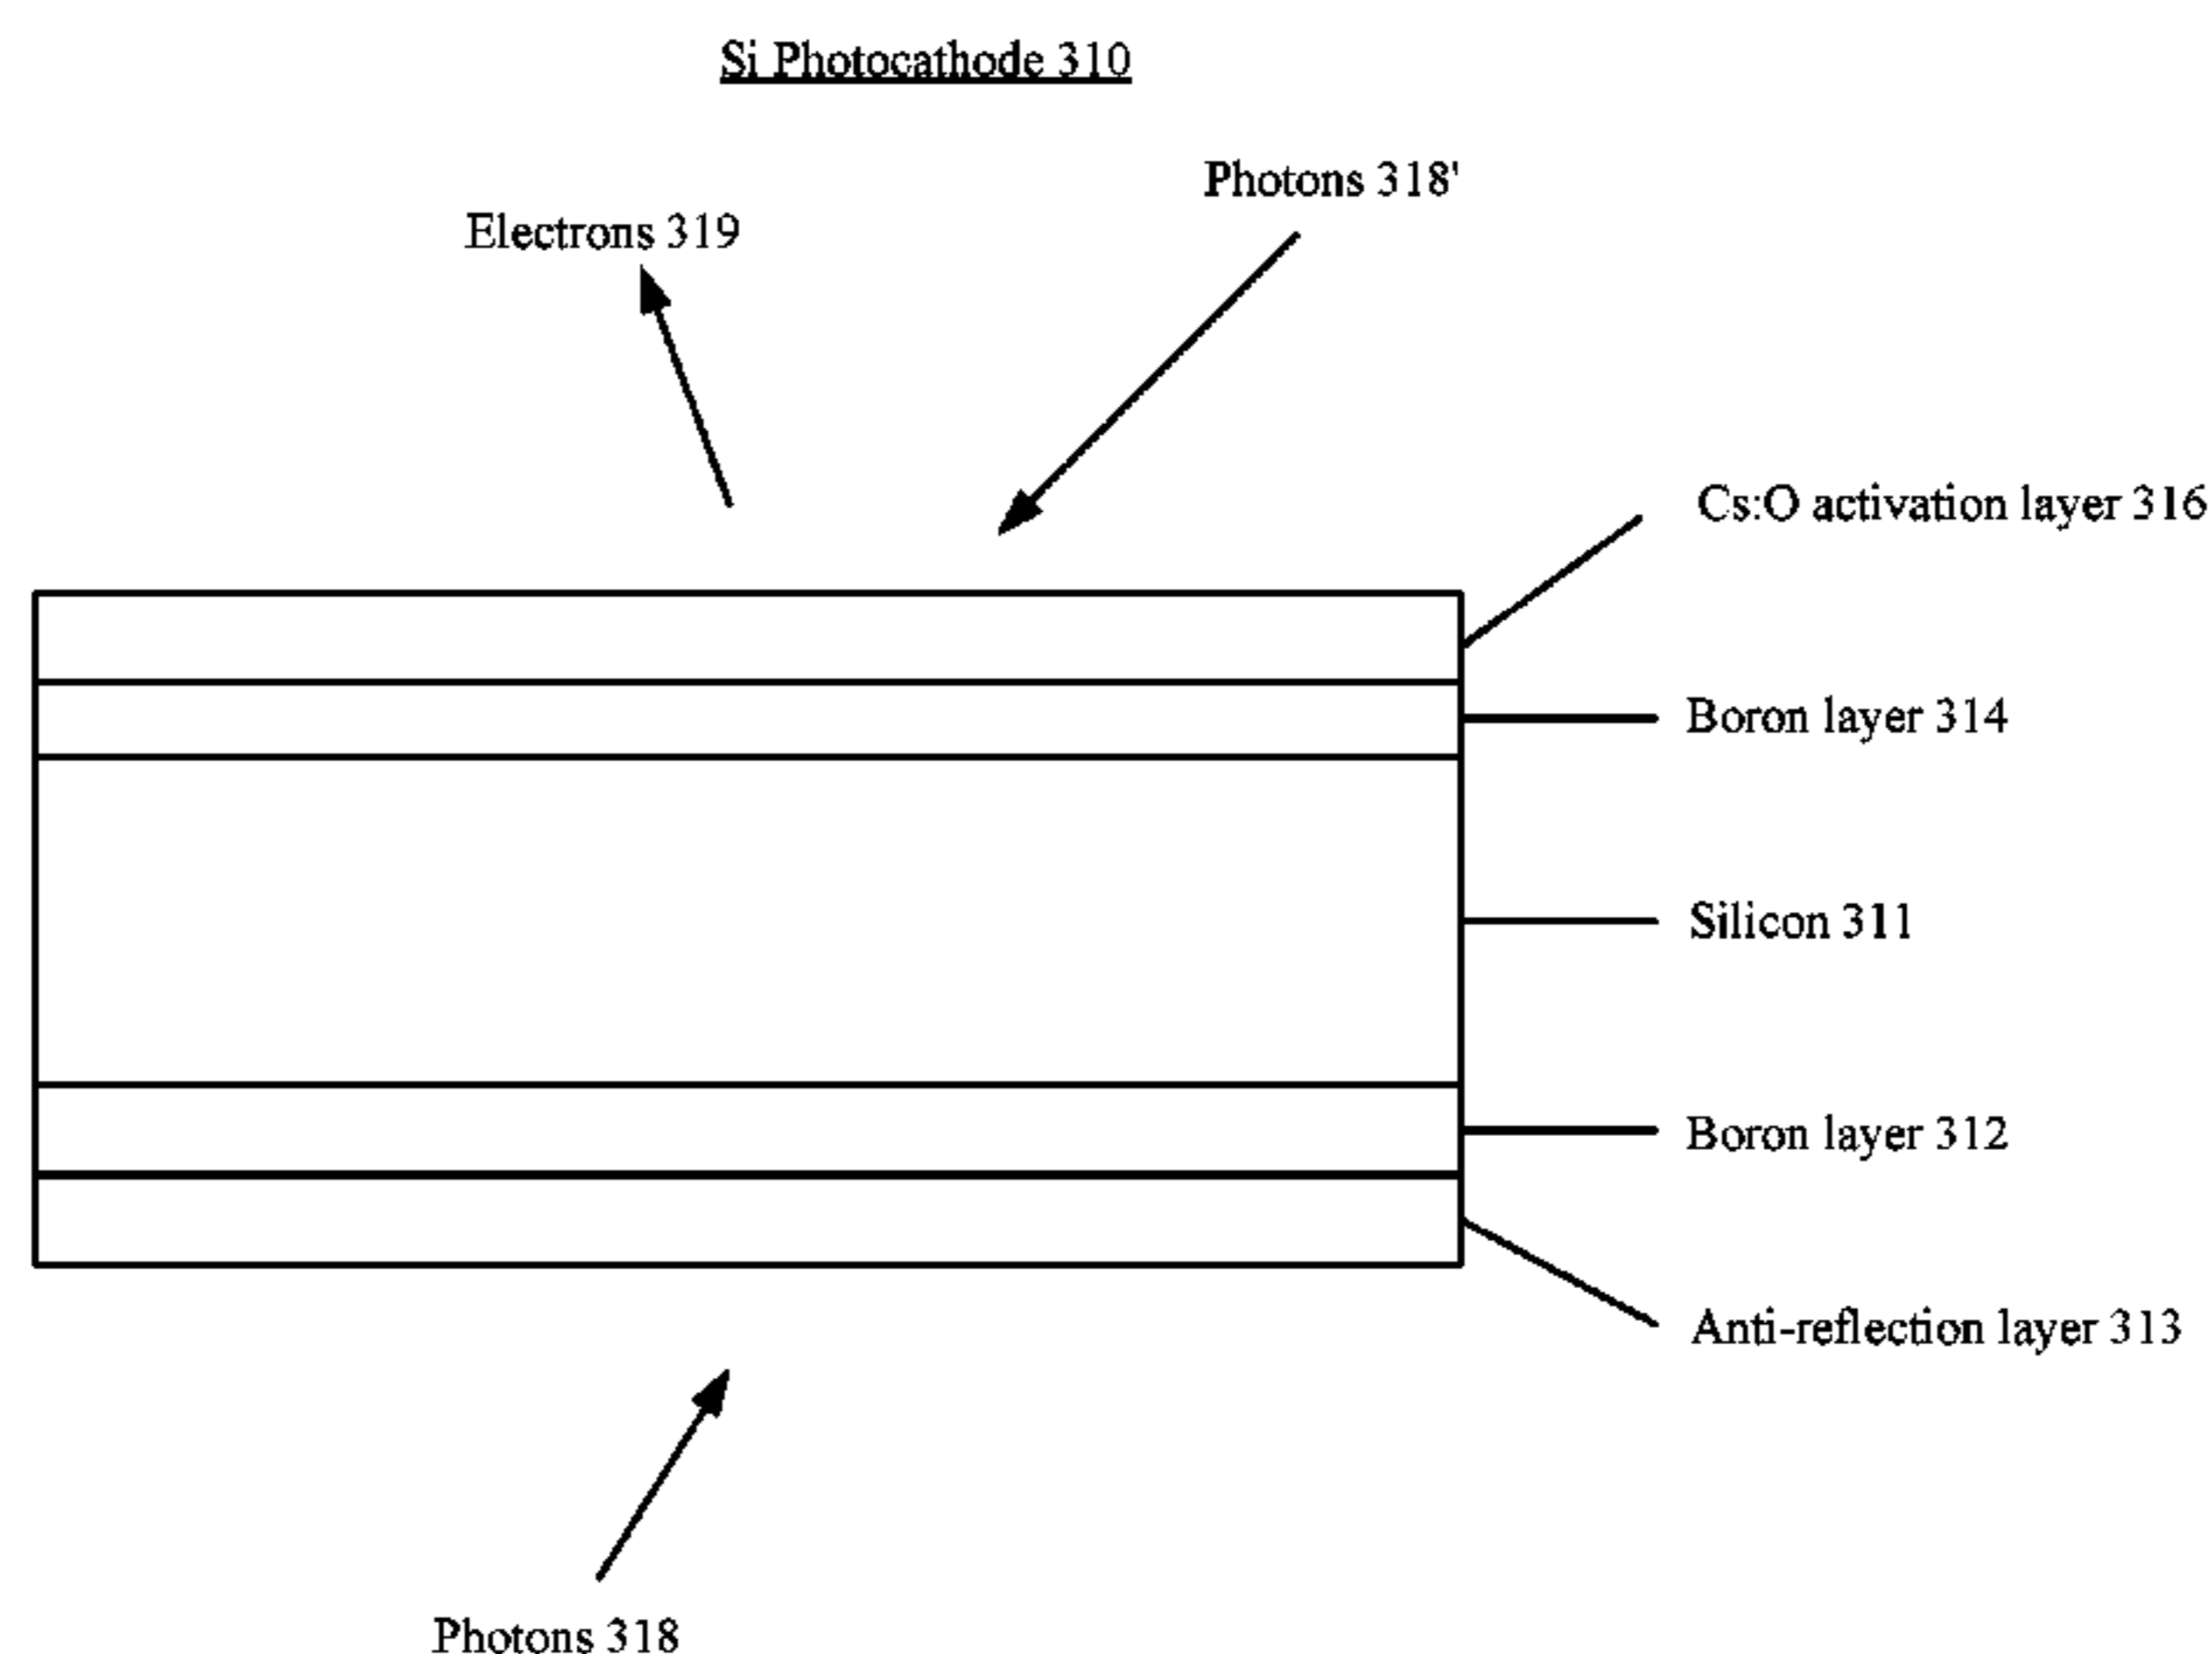 Si Photocathode 310
Photons 318'
Electrons 319
Cs:O activation layer 316
Boron layer 314
Silicon 311
Boron layer 312
Anti-reflection layer 313
Photons 318